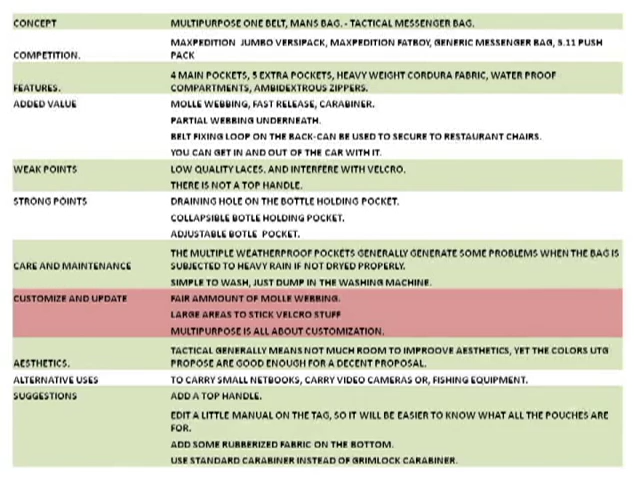 CONCEPT MULTIPURPOSE ONE BELT, MANS BAG. - TACTICAL MESSENGER BAG.
COMPETITION. MAXPEDITION JUMBO VERSIPACK, MAXPEDITION FATBOY, GENERIC MESSENGER BAG, 5.11 PUSH
PACK
FEATURES. 4 MAIN POCKETS, 5 EXTRA POCKETS, HEAVY WEIGHT CORDURA FABRIC, WATER PROOF
COMPARTMENTS, AMBIDEXTROUS ZIPPERS.
ADDED VALUE MOLLE WEBBING, FAST RELEASE, CARABINER.
PARTIAL WEBBING UNDERNEATH.
BELT FIXING LOOP ON THE BACK-CAN BE USED TO SECURE TO RESTAURANT CHAIRS.
YOU CAN GET IN AND OUT OF THE CAR WITH IT.
WEAK POINTS LOW QUALITY LACES. AND INTERFERE WITH VELCRO.
THERE IS NOT A TOP HANDLE.
STRONG POINTS DRAINING HOLE ON THE BOTTLE HOLDING POCKET.
COLLAPSIBLE BOTLE HOLDING POCKET.
ADJUSTABLE BOTLE POCKET.
CARE AND MAINTENANCE THE MULTIPLE WEATHERPROOF POCKETS GENERALLY GENERATE SOME PROBLEMS WHEN THE BAG IS
SUBJECTED TO HEAVY RAIN IF NOT DRYED PROPERLY.
SIMPLE TO WASH, JUST DUMP IN THE WASHING MACHINE.
CUSTOMIZE AND UPDATE FAIR AMMOUNT OF MOLLE WEBBING.
LARGE AREAS TO STICK VELCRO STUFF
MULTIPURPOSE IS ALL ABOUT CUSTOMIZATION.
AESTHETICS. TACTICAL GENERALLY MEANS NOT MUCH ROOM TO IMPROOVE AESTHETICS, YET THE COLORS UTG
PROPOSE ARE GOOD ENOUGH FOR A DECENT PROPOSAL.
ALTERNATIVE USES TO CARRY SMALL NETBOOKS, CARRY VIDEO CAMERAS OR, FISHING EQUIPMENT.
SUGGESTIONS ADD A TOP HANDLE.
EDIT A LITTLE MANUAL ON THE TAG, SO IT WILL BE EASIER TO KNOW WHAT ALL THE POUCHES ARE
FOR.
ADD SOME RUBBERIZED FABRIC ON THE BOTTOM.
USE STANDARD CARABINER INSTEAD OF GRIMLOCK CARABINER.